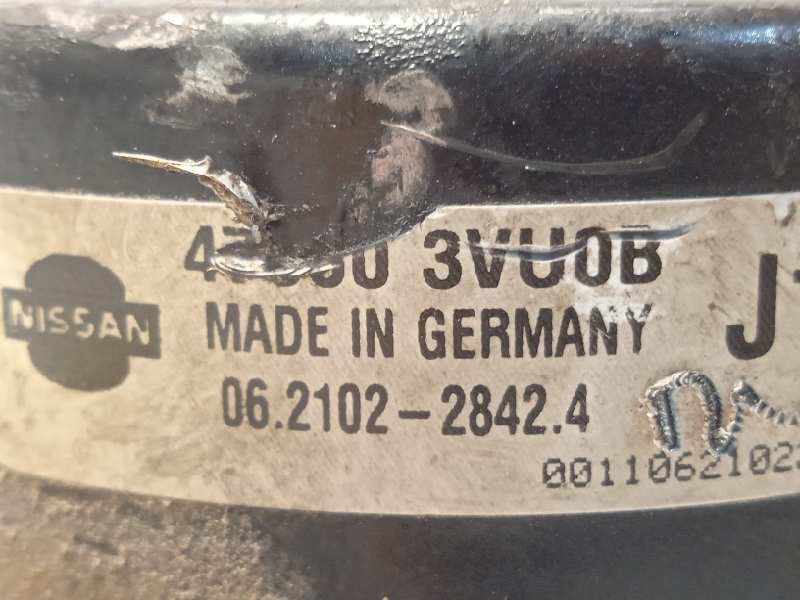 3VU0B
NISSAN
MADE IN GERMANY
06.2102-2842.4